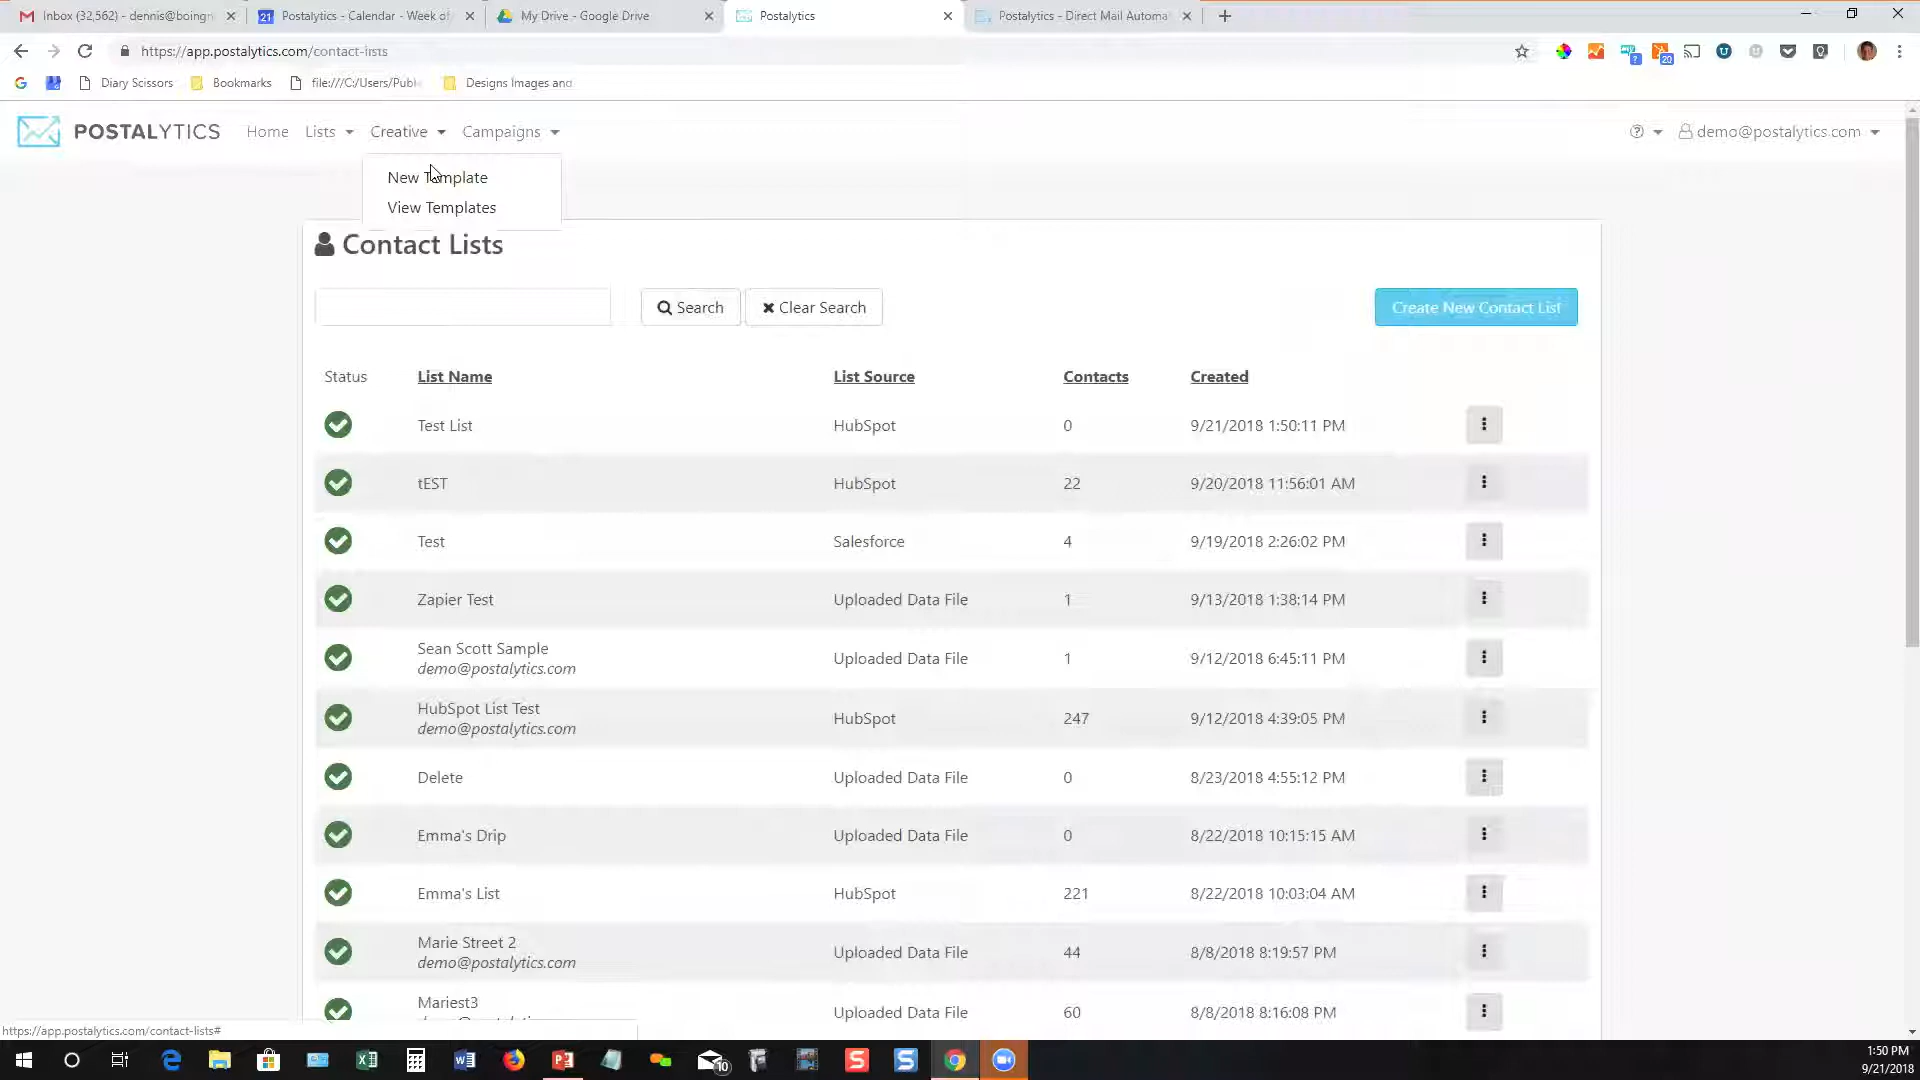 Inbox (32,562) - dennis@boingn
21 Postalytics - Calendar - Week of
My Drive - Google Drive
Postalytics
Postalytics - Direct Mail Automa
https://app.postalytics.com/contact-lists
20
Diary Scissors
Bookmarks
file:///C:/Users/Publ
Designs Images and
POSTALYTICS
Home
Lists
Creative
Campaigns
demo@postalytics.com
New Template
View Templates
Contact Lists
Search
Clear Search
Create New Contact List
Status List Name List Source Contacts Created
Test List HubSpot 0 9/21/2018 1:50:11 PM
tEST HubSpot 22 9/20/2018 11:56:01 AM
Test Salesforce 4 9/19/2018 2:26:02 PM
Zapier Test Uploaded Data File 1 9/13/2018 1:38:14 PM
Sean Scott Sample
demo@postalytics.com
Uploaded Data File 1 9/12/2018 6:45:11 PM
HubSpot List Test
demo@postalytics.com
HubSpot 247 9/12/2018 4:39:05 PM
Delete Uploaded Data File 0 8/23/2018 4:55:12 PM
Emma's Drip Uploaded Data File 0 8/22/2018 10:15:15 AM
Emma's List HubSpot 221 8/22/2018 10:03:04 AM
Marie Street 2
demo@postalytics.com
Uploaded Data File 44 8/8/2018 8:19:57 PM
Mariest3
Uploaded Data File 60 8/8/2018 8:16:08 PM
https://app.postalytics.com/contact-lists#
10
1:50 PM
9/21/2018